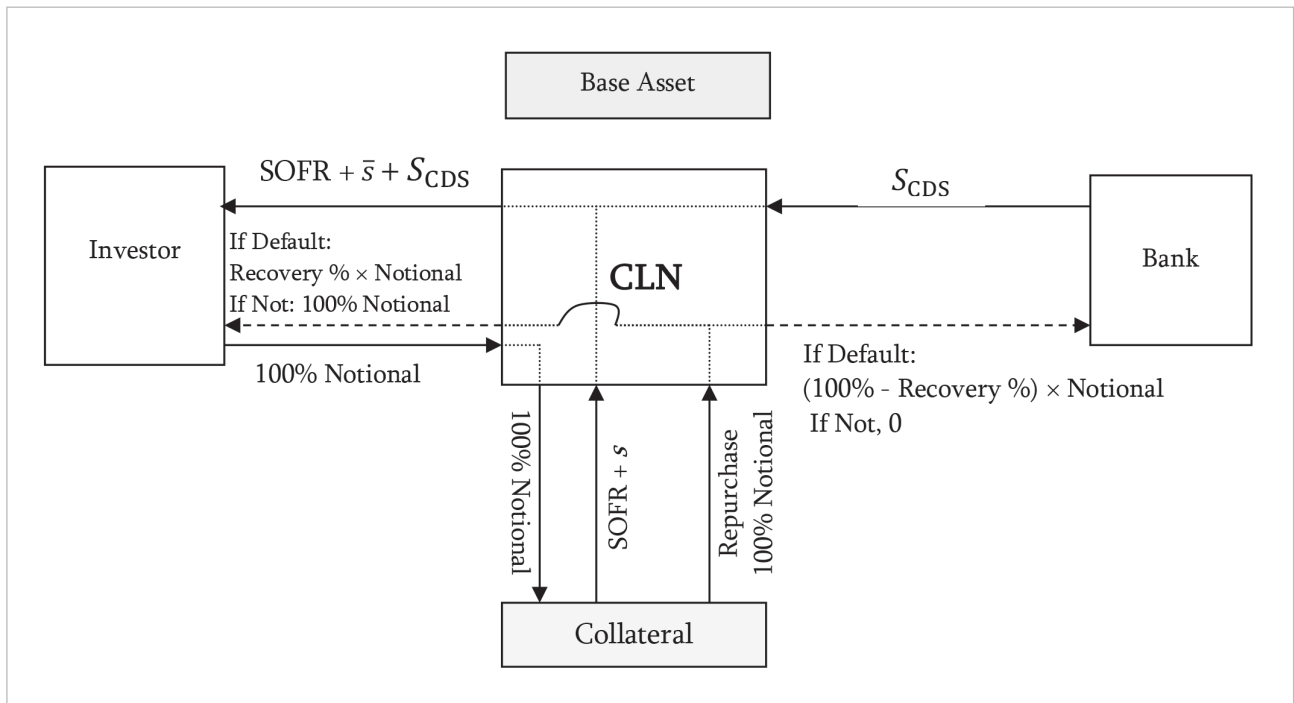 Base Asset
SOFR + s̄ + S_CDS
S_CDS
Investor
If Default:
Recovery % × Notional
If Not: 100% Notional
CLN
Bank
100% Notional
If Default:
(100% - Recovery %) × Notional
If Not, 0
100% Notional
SOFR + s
Repurchase
100% Notional
Collateral